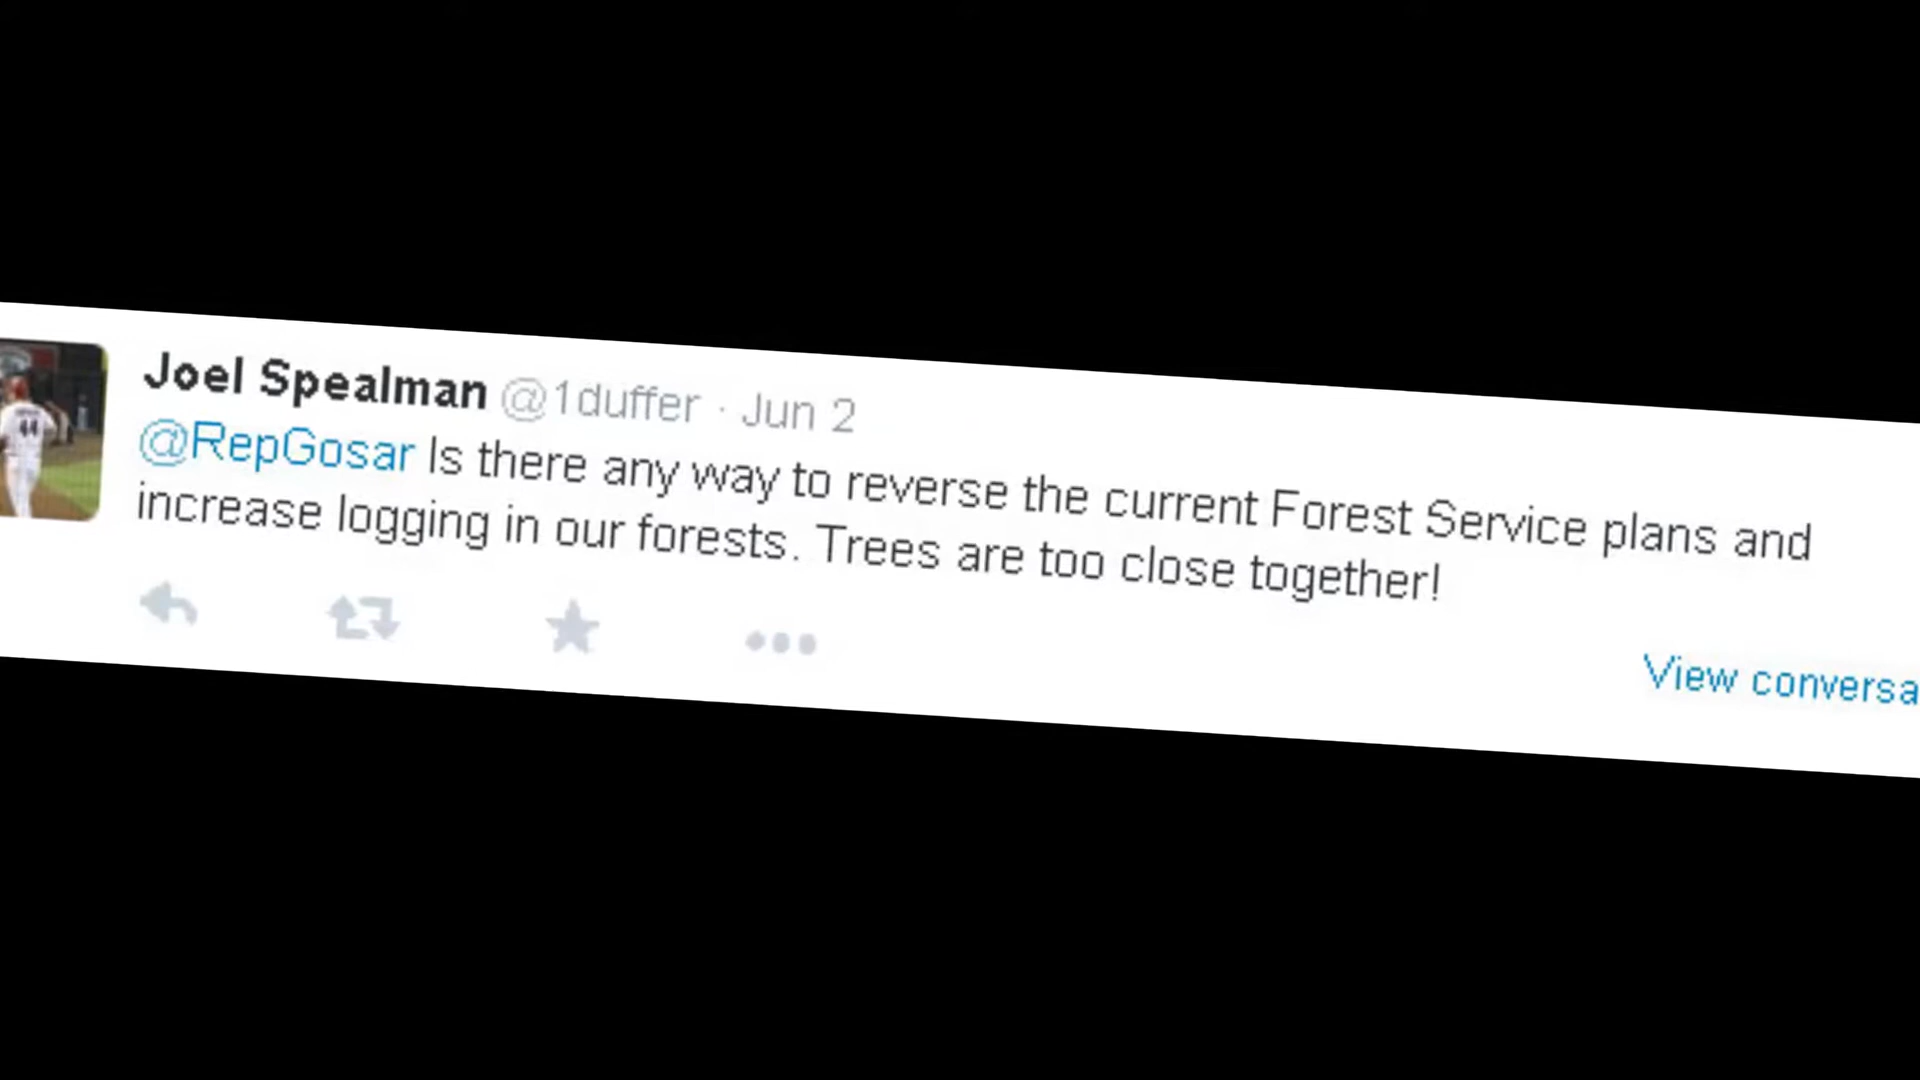 Joel Spealman @1duffer · Jun 2
@RepGosar Is there any way to reverse the current Forest Service plans and
increase logging in our forests. Trees are too close together!
View conversa
44